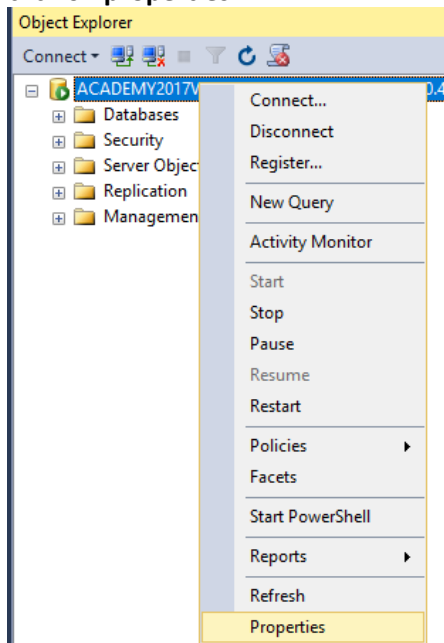 Object Explorer
Connect
ACADEMY2017
Databases
Security
Server Objec
Replication
Managemen
Connect...
Disconnect
Register...
New Query
Activity Monitor
Start
Stop
Pause
Resume
Restart
Policies
Facets
Start PowerShell
Reports
Refresh
Properties